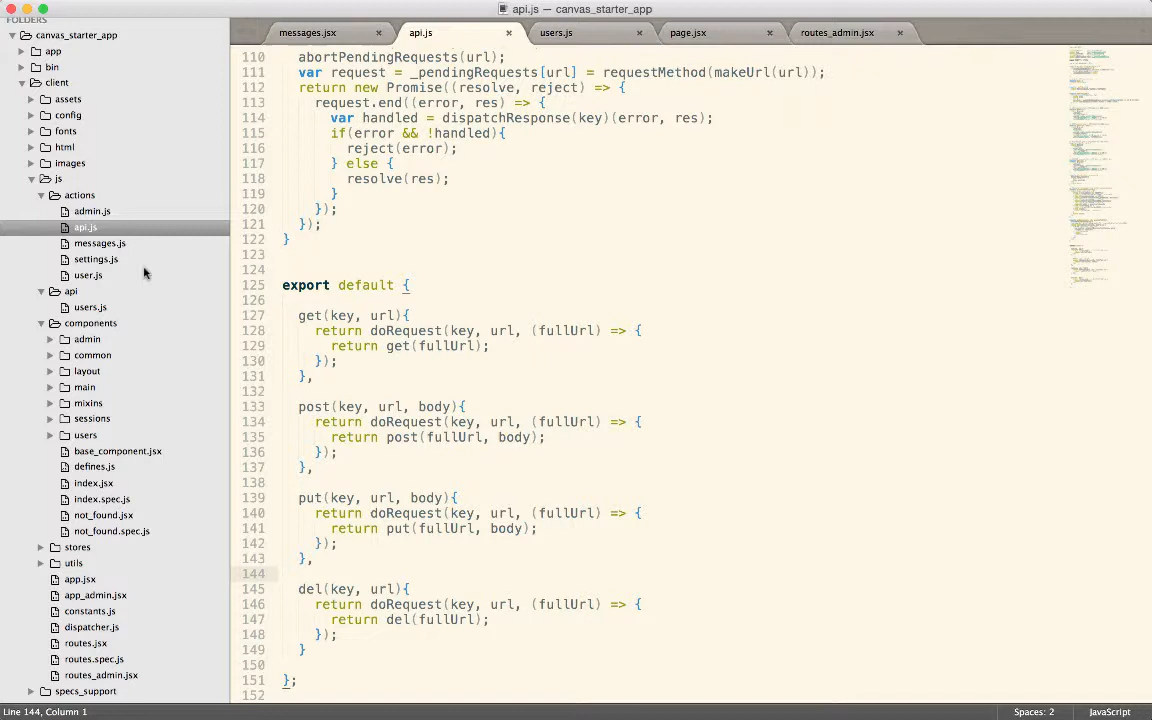 api.js — canvas_starter_app
FOLDERS
canvas_starter_app
app
bin
client
assets
config
fonts
html
images
js
actions
admin.js
api.js
messages.js
settings.js
user.js
api
users.js
components
admin
common
layout
main
mixins
sessions
users
base_component.jsx
defines.js
index.jsx
index.spec.js
not_found.jsx
not_found.spec.js
stores
utils
app.jsx
app_admin.jsx
constants.js
dispatcher.js
routes.jsx
routes.spec.js
routes_admin.jsx
specs_support
messages.jsx × api.js × users.js × page.jsx × routes_admin.jsx ×
110 abortPendingRequests(url);
111 var request = _pendingRequests[url] = requestMethod(makeUrl(url));
112 return new Promise((resolve, reject) => {
113 request.end((error, res) => {
114 var handled = dispatchResponse(key)(error, res);
115 if(error && !handled){
116 reject(error);
117 } else {
118 resolve(res);
119 }
120 });
121 });
122 }
123
124
125 export default {
126
127 get(key, url){
128 return doRequest(key, url, (fullUrl) => {
129 return get(fullUrl);
130 });
131 },
132
133 post(key, url, body){
134 return doRequest(key, url, (fullUrl) => {
135 return post(fullUrl, body);
136 });
137 },
138
139 put(key, url, body){
140 return doRequest(key, url, (fullUrl) => {
141 return put(fullUrl, body);
142 });
143 },
144
145 del(key, url){
146 return doRequest(key, url, (fullUrl) => {
147 return del(fullUrl);
148 });
149 }
150
151 };
152
Line 144, Column 1 Spaces: 2 JavaScript